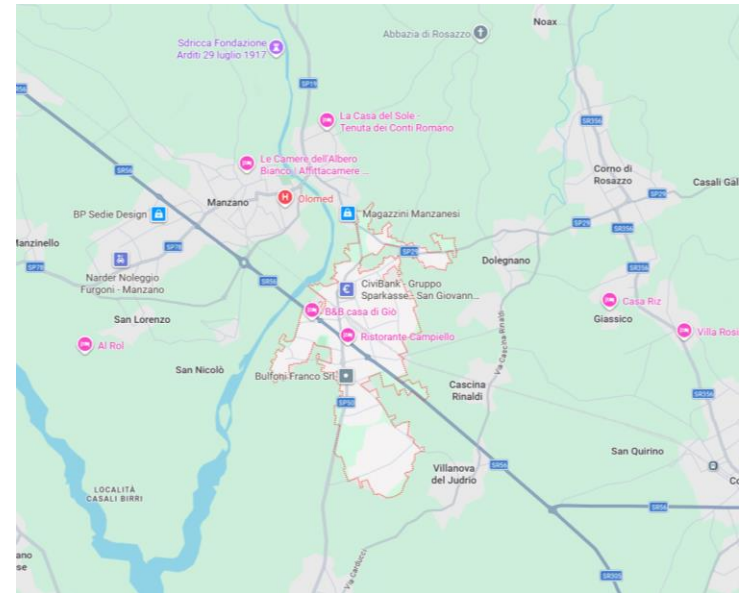 Noax
Abbazia di Rosazzo
Sdricca Fondazione
Arditi 29 luglio 1917
SP19
SR356
SR56
La Casa del Sole -
Tenuta dei Conti Romano
Le Camere dell'Albero
Bianco | Affittacamere ...
Corno di
Rosazzo
Casali Gal
SP29
Manzano
Olomed
BP Sedie Design
Magazzini Manzanesi
SP29
SR356
Manzinello
SP78
SP78
Dolegnano
Narder Noleggio
Furgoni - Manzano
SR56
CiviBank - Gruppo
Sparkasse - San Giovann...
SR356
Casa Riz
Giassico
B&B casa di Giò
San Lorenzo
Villa Rosi
Al Rol
Ristorante Campiello
Via Cascina Rinaldi
San Nicolò
Bulfoni Franco Srl
Cascina
Rinaldi
SP50
SR356
San Quirino
SR56
Villanova
del Judrio
LOCALITÀ
CASALI BIRRI
SR56
Via Carducci
SR305